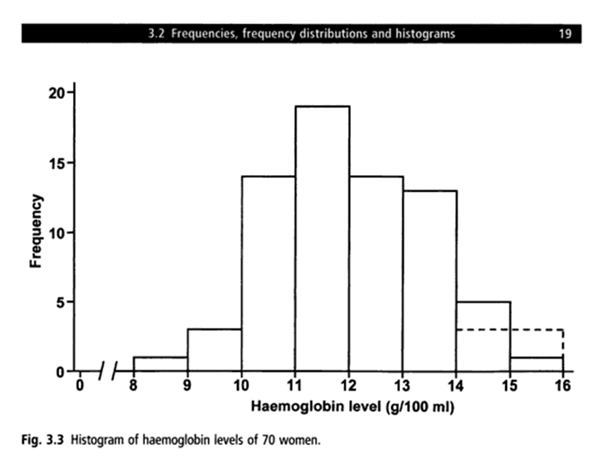 3.2 Frequencies, frequency distributions and histograms 19
20
15
10
5
0
Frequency
0 8 9 10 11 12 13 14 15 16
Haemoglobin level (g/100 ml)
Fig. 3.3 Histogram of haemoglobin levels of 70 women.